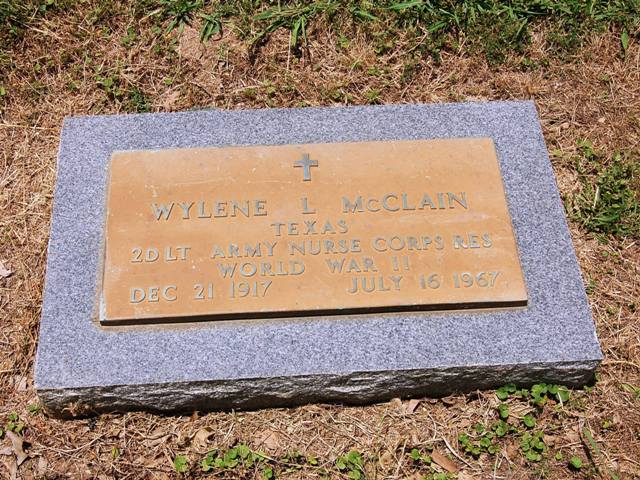 WYLENE L McCLAIN
TEXAS
2D LT ARMY NURSE CORPS RES
WORLD WAR II
DEC 21 1917 JULY 16 1967